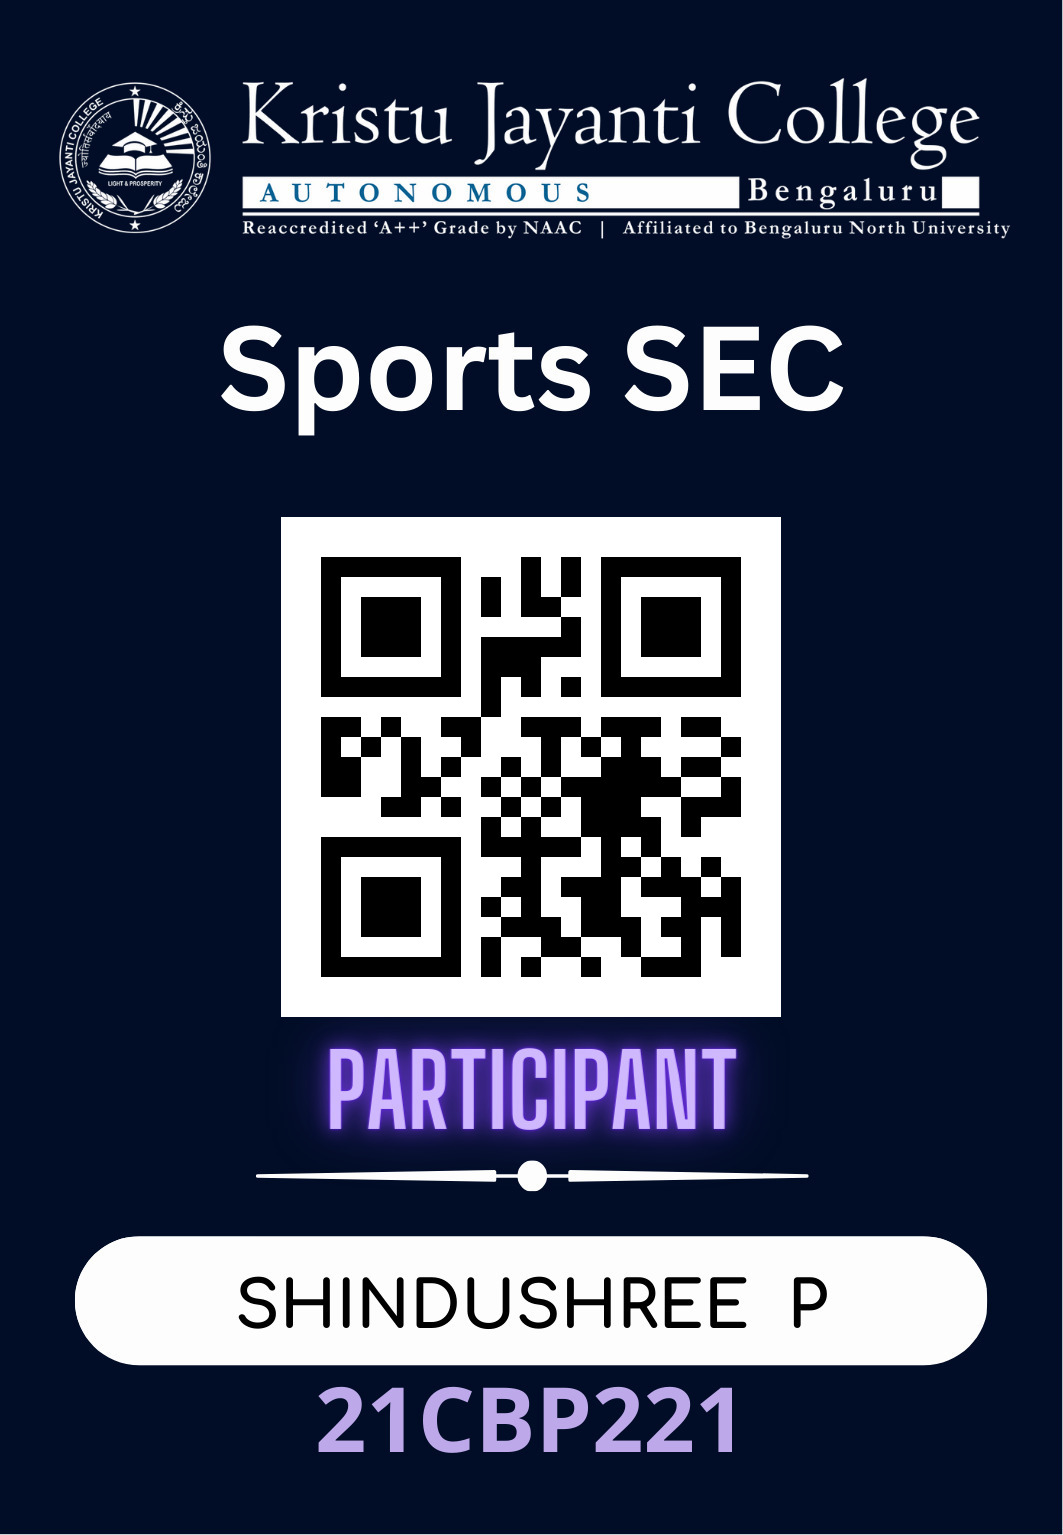 Kristu Jayanti College
AUTONOMOUS Bengaluru
Reaccredited ‘A++’ Grade by NAAC | Affiliated to Bengaluru North University
KRISTU JAYANTI COLLEGE
LIGHT & PROSPERITY
Sports SEC
PARTICIPANT
SHINDUSHREE P
21CBP221